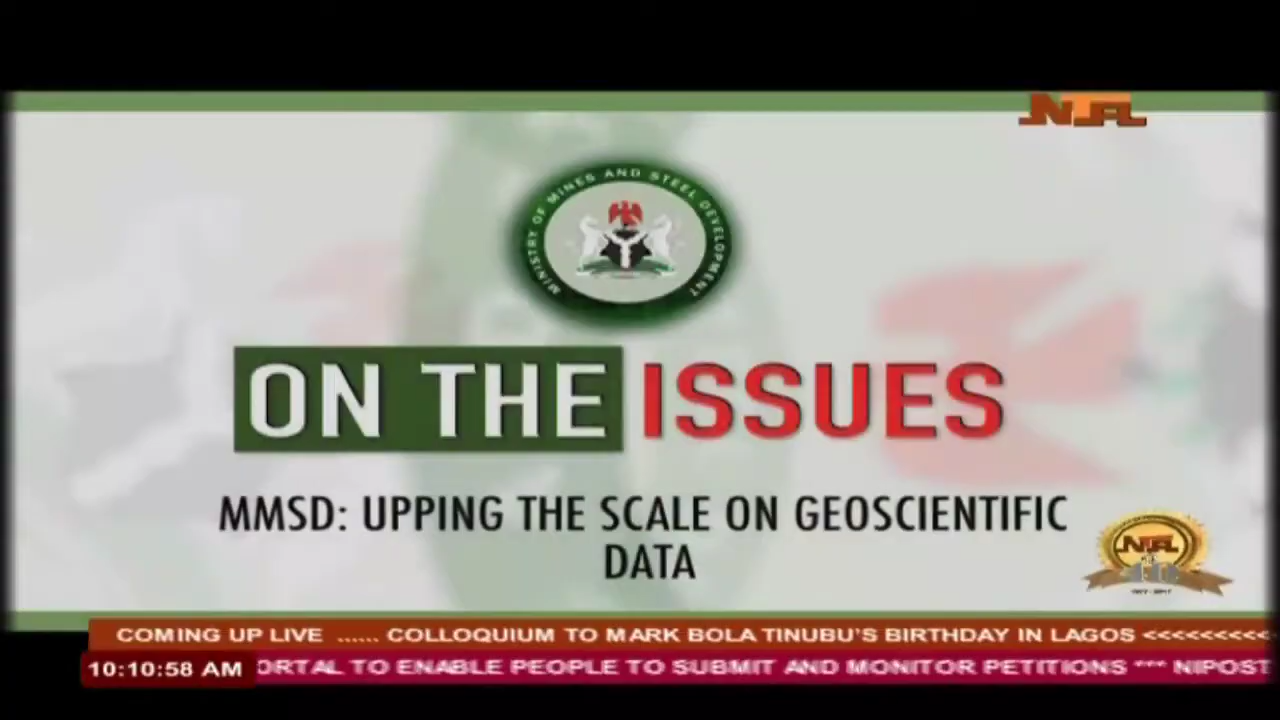 NTA
MINISTRY OF MINES AND STEEL DEVELOPMENT
ON THE ISSUES
MMSD: UPPING THE SCALE ON GEOSCIENTIFIC
DATA
NTA
40
COMING UP LIVE ...... COLLOQUIUM TO MARK BOLA TINUBU'S BIRTHDAY IN LAGOS <<<<<<<<<
10:10:58 AM ORTAL TO ENABLE PEOPLE TO SUBMIT AND MONITOR PETITIONS *** NIPOST